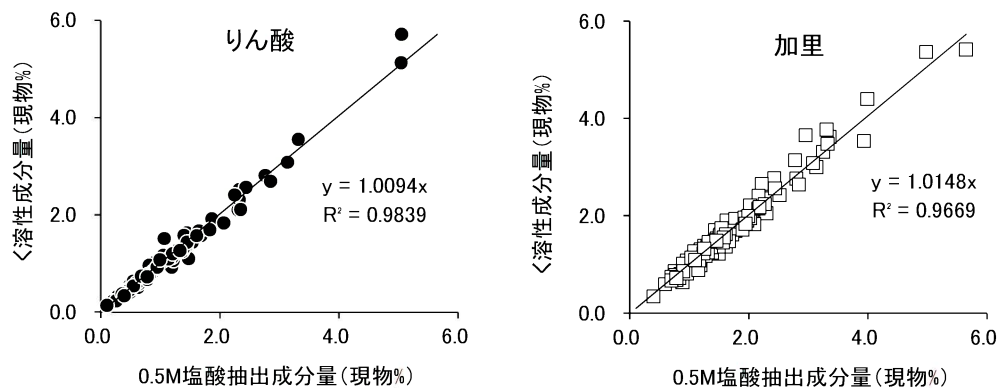 りん酸
く溶性成分量(現物%)
6.0
4.0
2.0
0.0
y = 1.0094x
R² = 0.9839
0.0 2.0 4.0 6.0
0.5M塩酸抽出成分量(現物%)
加里
く溶性成分量(現物%)
6.0
4.0
2.0
0.0
y = 1.0148x
R² = 0.9669
0.0 2.0 4.0 6.0
0.5M塩酸抽出成分量(現物%)